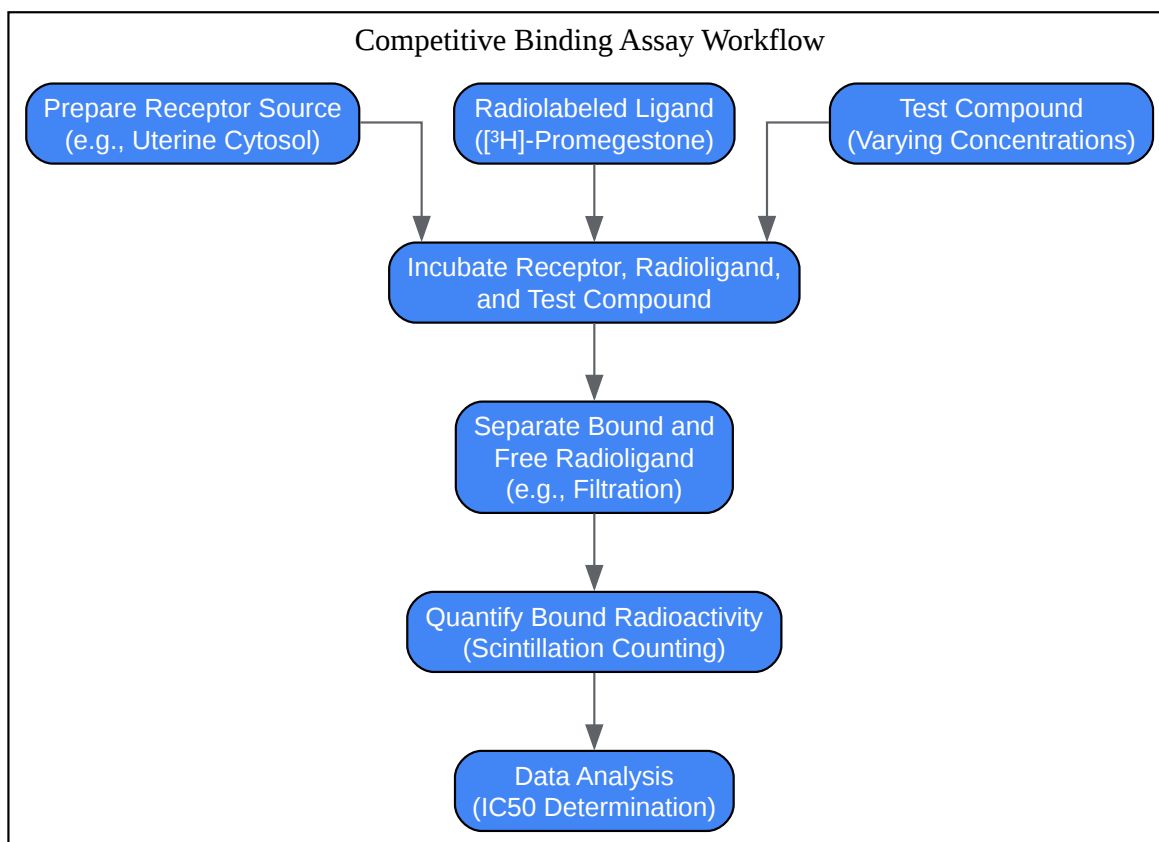 Competitive Binding Assay Workflow
Prepare Receptor Source
(e.g., Uterine Cytosol)
Radiolabeled Ligand
([³H]-Promegestone)
Test Compound
(Varying Concentrations)
Incubate Receptor, Radioligand,
and Test Compound
Separate Bound and
Free Radioligand
(e.g., Filtration)
Quantify Bound Radioactivity
(Scintillation Counting)
Data Analysis
(IC50 Determination)